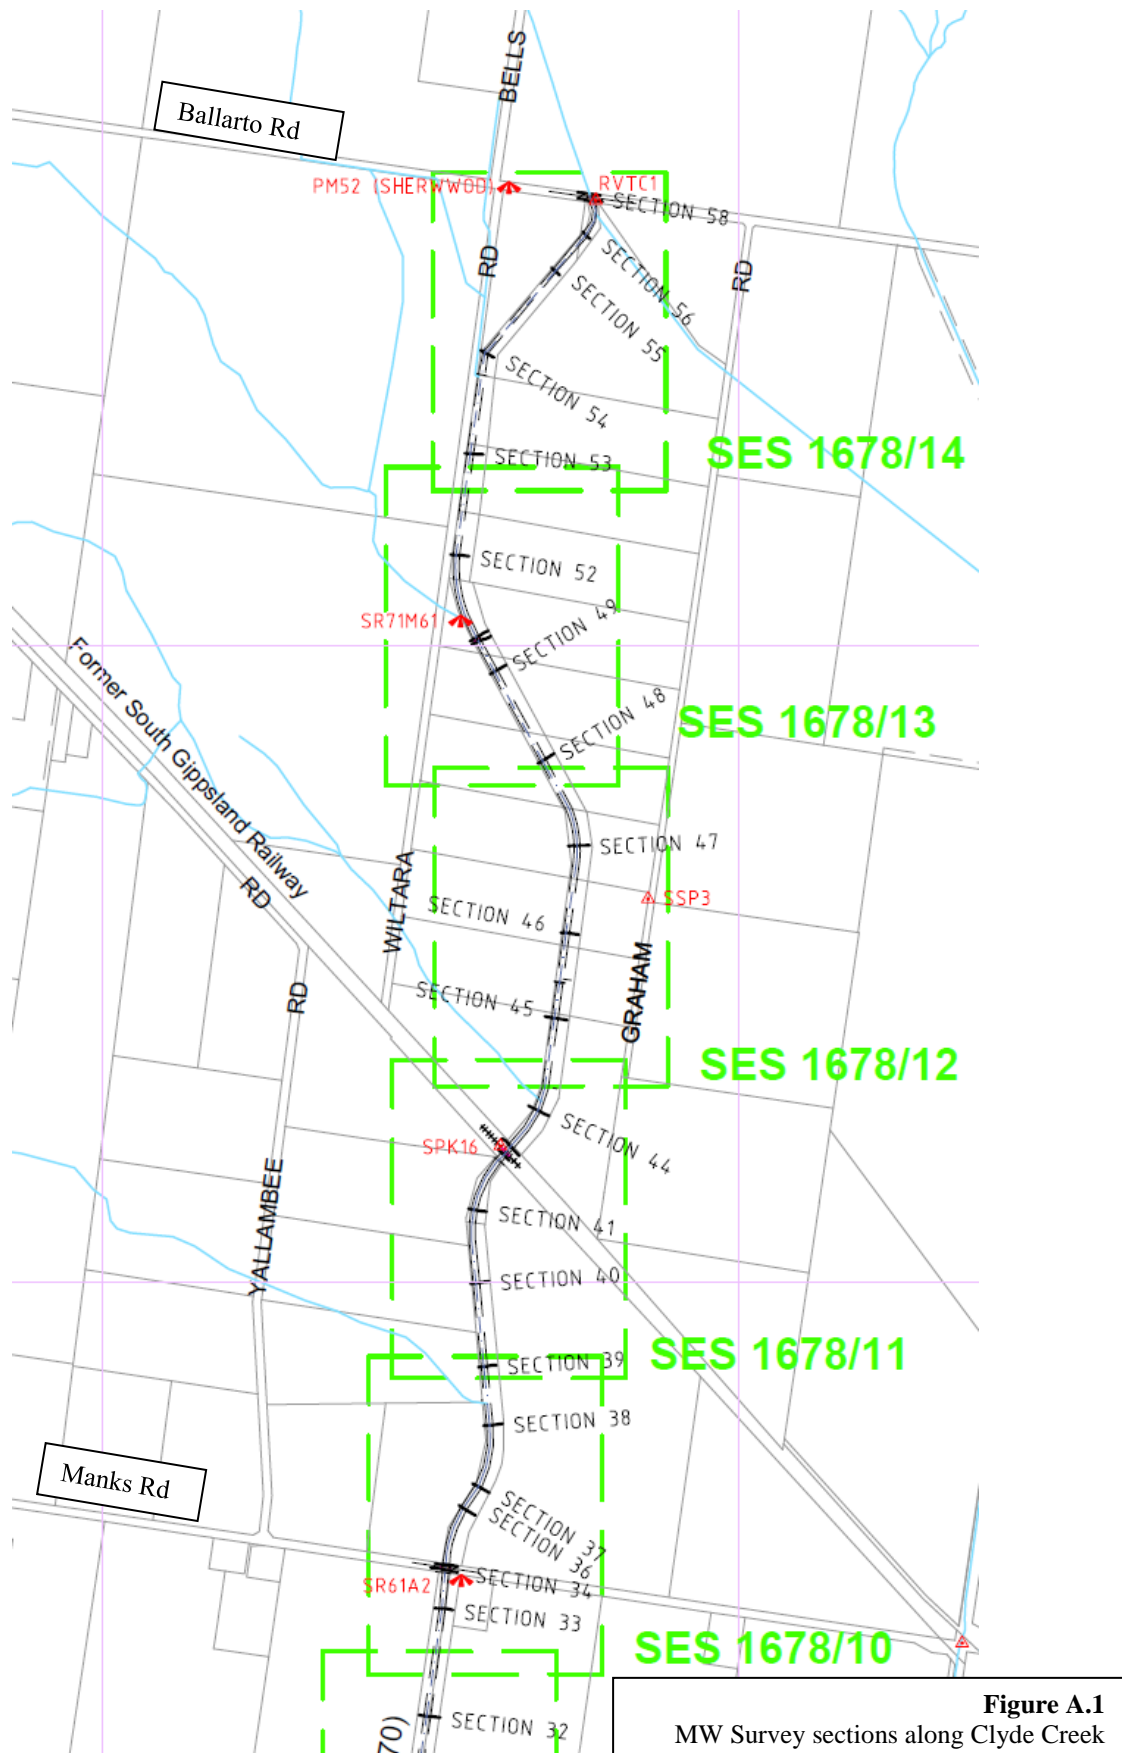 BELLS
Ballarto Rd
PM52 (SHERWWOD)
RVTC1
SECTION 58
RD
RD
SECTION 56
SECTION 55
SECTION 54
SES 1678/14
SECTION 53
SECTION 52
SECTION 49
SR71M61
Former South Gippsland Railway
SECTION 48
SES 1678/13
SECTION 47
RD
WILTARA
SSP3
SECTION 46
GRAHAM
RD
SECTION 45
SES 1678/12
SECTION 44
SPK16
YALLAMBEE
SECTION 41
SECTION 40
SES 1678/11
SECTION 39
SECTION 38
Manks Rd
SECTION 37
SECTION 36
SR61A2
SECTION 34
SECTION 33
SES 1678/10
SECTION 32
70)
Figure A.1
MW Survey sections along Clyde Creek